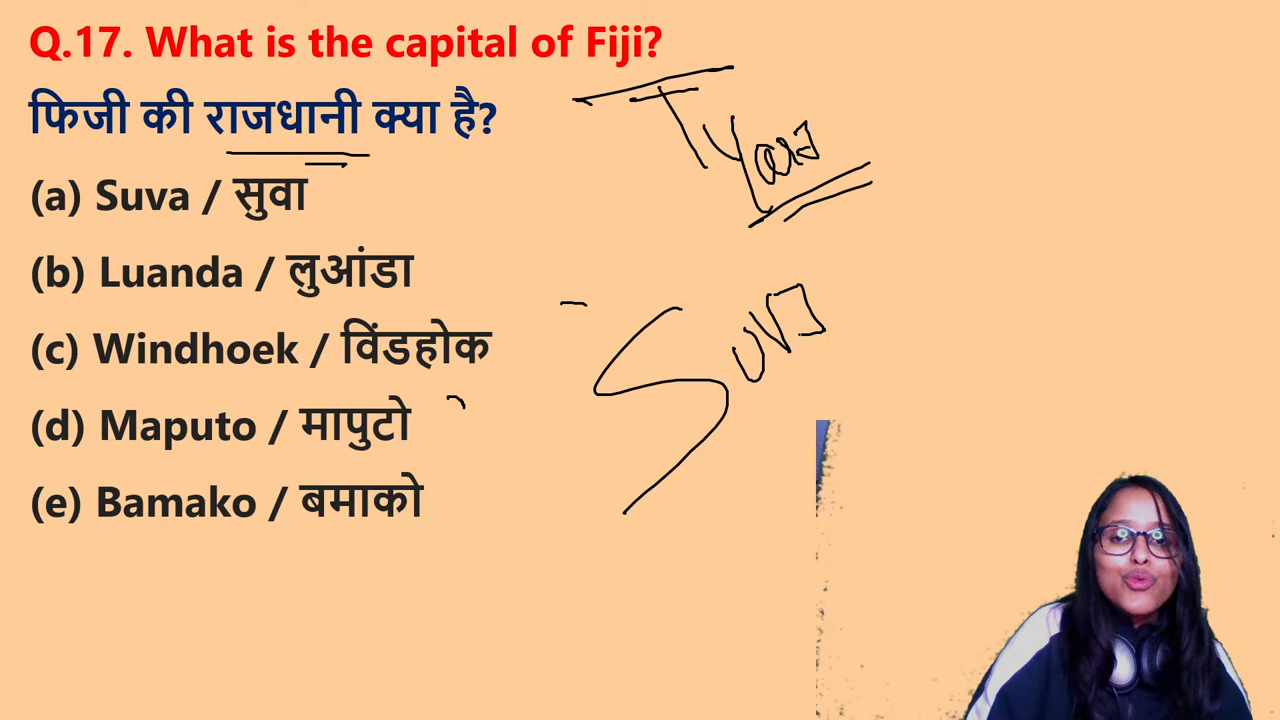 Q.17. What is the capital of Fiji?
फिजी की राजधानी क्या है?
(a) Suva / सुवा
(b) Luanda / लुआंडा
(c) Windhoek / विंडहोक
(d) Maputo / मापुटो
(e) Bamako / बमाको
Suva